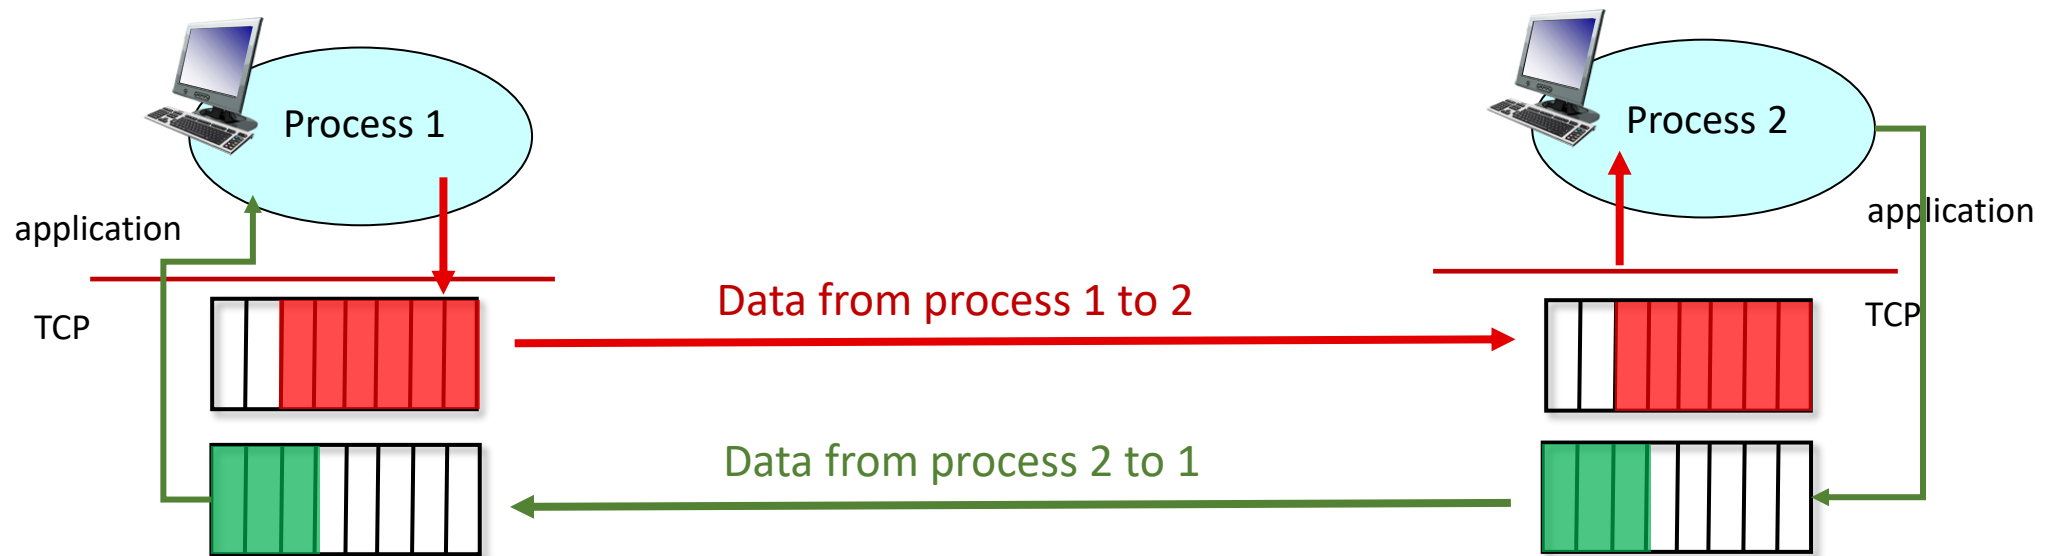 Process 1
Process 2
application
application
Data from process 1 to 2
TCP
TCP
Data from process 2 to 1